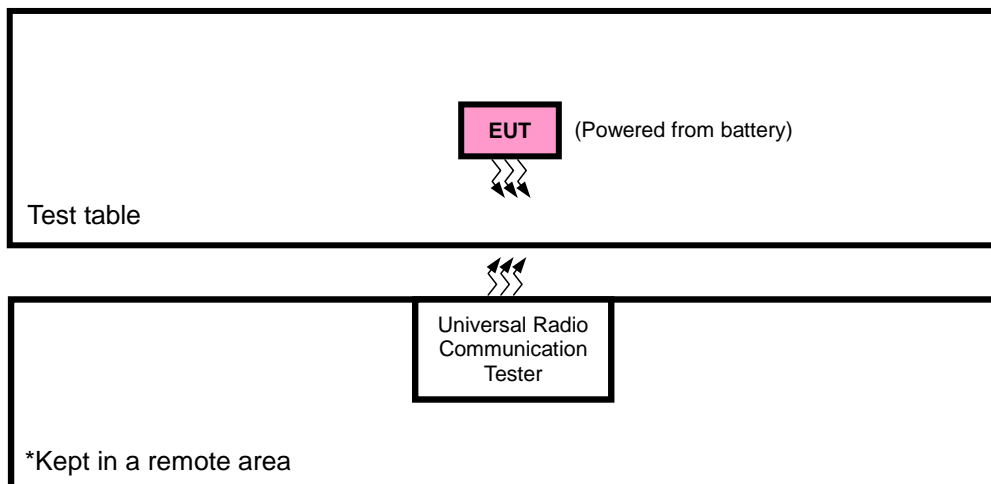 EUT
(Powered from battery)
Test table
Universal Radio
Communication
Tester
*Kept in a remote area